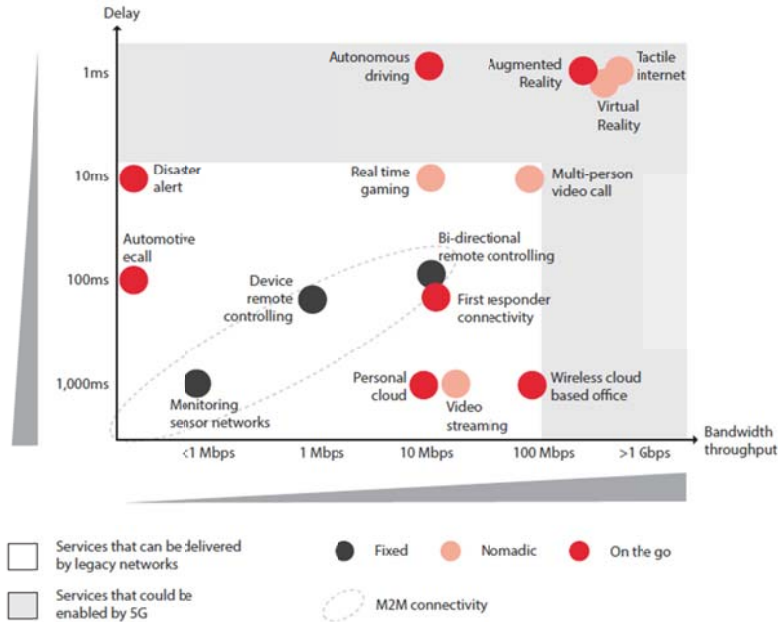 Delay
1ms
Autonomous
driving
Augmented
Reality
Tactile
internet
Virtual
Reality
10ms
Disaster
alert
Real time
gaming
Multi-person
video call
Automotive
ecall
Bi-directional
remote controlling
100ms
Device
remote
controlling
First responder
connectivity
1,000ms
Monitoring
sensor networks
Personal
cloud
Video
streaming
Wireless cloud
based office
Bandwidth
throughput
<1 Mbps
1 Mbps
10 Mbps
100 Mbps
>1 Gbps
Services that can be delivered
by legacy networks
Fixed
Nomadic
On the go
Services that could be
enabled by 5G
M2M connectivity